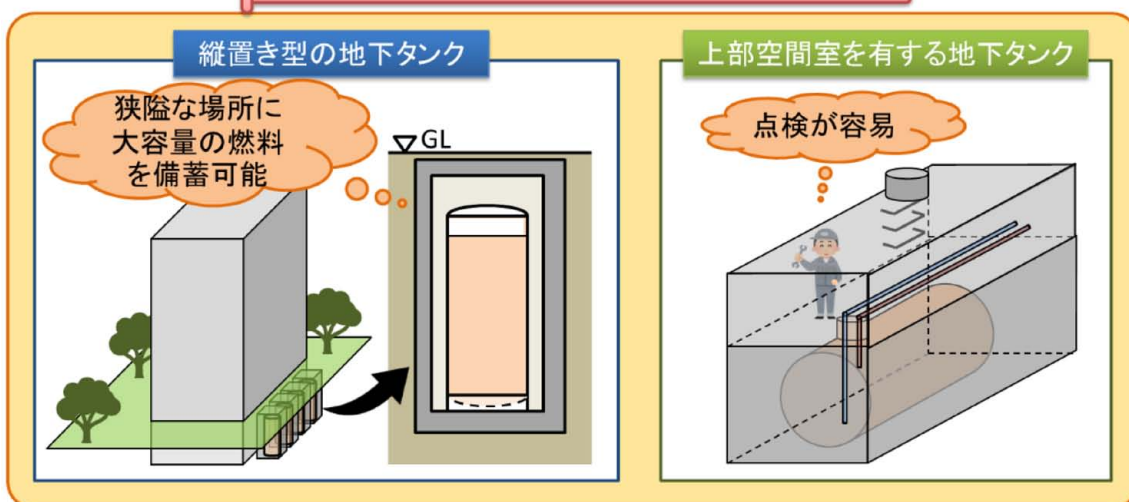 縦置き型の地下タンク
狭隘な場所に
大容量の燃料
を備蓄可能
GL
上部空間室を有する地下タンク
点検が容易